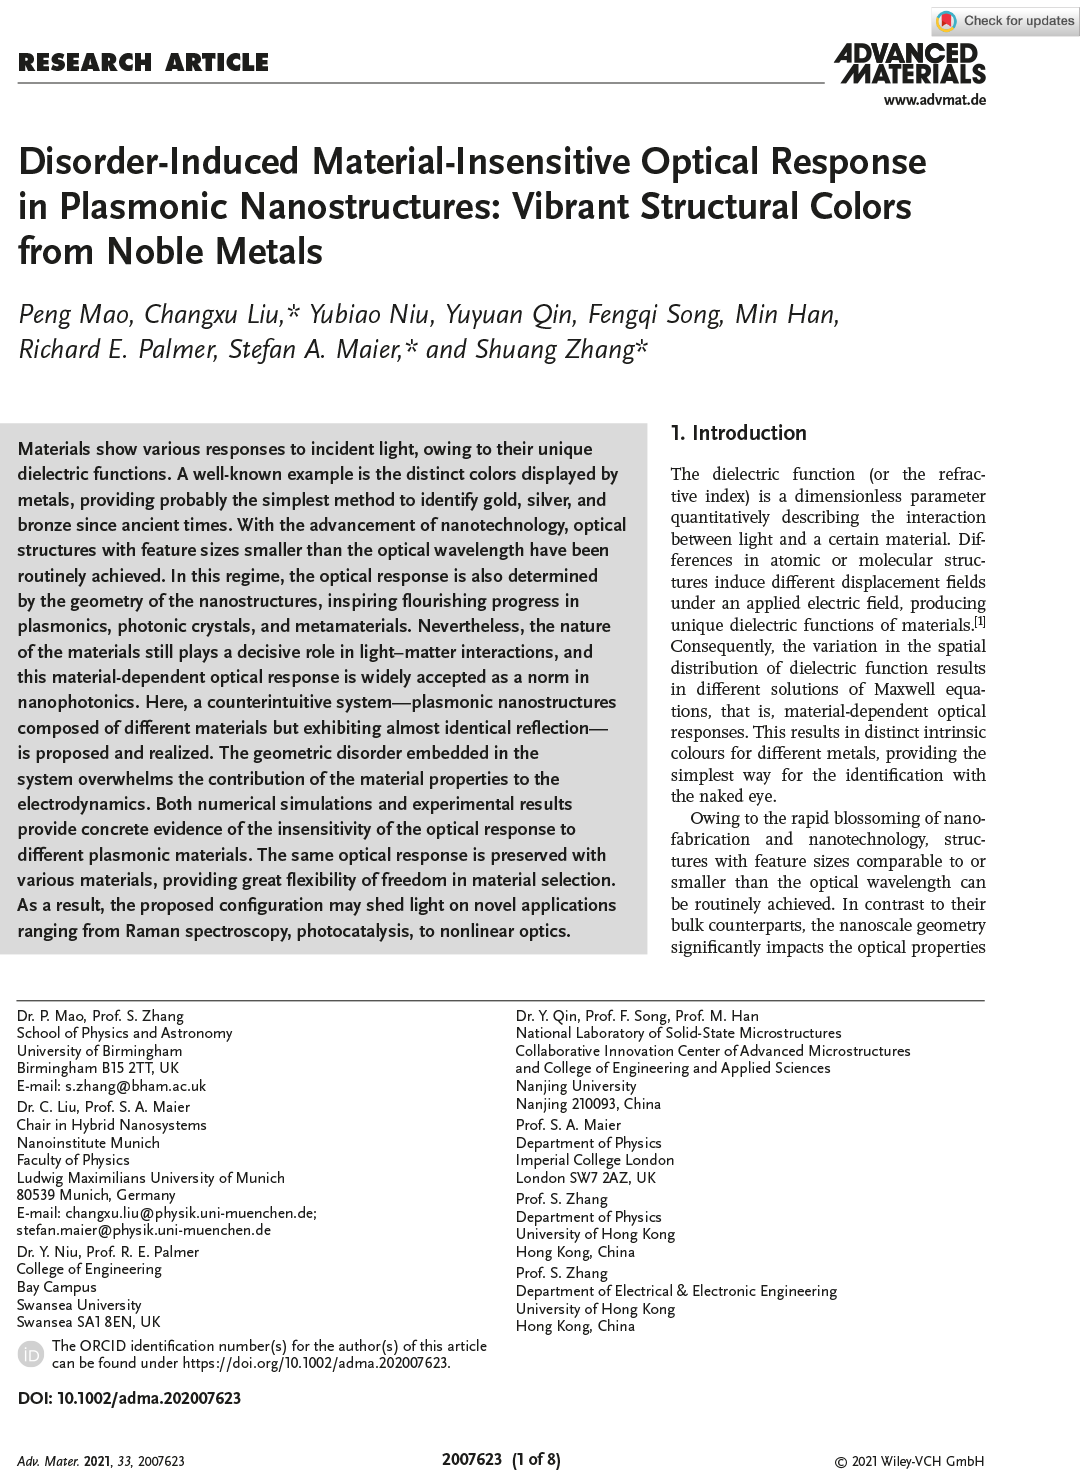 Check for updates
RESEARCH ARTICLE
ADVANCED
MATERIALS
www.advmat.de
Disorder-Induced Material-Insensitive Optical Response
in Plasmonic Nanostructures: Vibrant Structural Colors
from Noble Metals
Peng Mao, Changxu Liu,* Yubiao Niu, Yuyuan Qin, Fengqi Song, Min Han,
Richard E. Palmer, Stefan A. Maier,* and Shuang Zhang*
Materials show various responses to incident light, owing to their unique
dielectric functions. A well-known example is the distinct colors displayed by
metals, providing probably the simplest method to identify gold, silver, and
bronze since ancient times. With the advancement of nanotechnology, optical
structures with feature sizes smaller than the optical wavelength have been
routinely achieved. In this regime, the optical response is also determined
by the geometry of the nanostructures, inspiring flourishing progress in
plasmonics, photonic crystals, and metamaterials. Nevertheless, the nature
of the materials still plays a decisive role in light–matter interactions, and
this material-dependent optical response is widely accepted as a norm in
nanophotonics. Here, a counterintuitive system—plasmonic nanostructures
composed of different materials but exhibiting almost identical reflection—
is proposed and realized. The geometric disorder embedded in the
system overwhelms the contribution of the material properties to the
electrodynamics. Both numerical simulations and experimental results
provide concrete evidence of the insensitivity of the optical response to
different plasmonic materials. The same optical response is preserved with
various materials, providing great flexibility of freedom in material selection.
As a result, the proposed configuration may shed light on novel applications
ranging from Raman spectroscopy, photocatalysis, to nonlinear optics.
1. Introduction
The dielectric function (or the refrac-
tive index) is a dimensionless parameter
quantitatively describing the interaction
between light and a certain material. Dif-
ferences in atomic or molecular struc-
tures induce different displacement fields
under an applied electric field, producing
unique dielectric functions of materials.[1]
Consequently, the variation in the spatial
distribution of dielectric function results
in different solutions of Maxwell equa-
tions, that is, material-dependent optical
responses. This results in distinct intrinsic
colours for different metals, providing the
simplest way for the identification with
the naked eye.
Owing to the rapid blossoming of nano-
fabrication and nanotechnology, struc-
tures with feature sizes comparable to or
smaller than the optical wavelength can
be routinely achieved. In contrast to their
bulk counterparts, the nanoscale geometry
significantly impacts the optical properties
Dr. P. Mao, Prof. S. Zhang
School of Physics and Astronomy
University of Birmingham
Birmingham B15 2TT, UK
E-mail: s.zhang@bham.ac.uk
Dr. C. Liu, Prof. S. A. Maier
Chair in Hybrid Nanosystems
Nanoinstitute Munich
Faculty of Physics
Ludwig Maximilians University of Munich
80539 Munich, Germany
E-mail: changxu.liu@physik.uni-muenchen.de;
stefan.maier@physik.uni-muenchen.de
Dr. Y. Niu, Prof. R. E. Palmer
College of Engineering
Bay Campus
Swansea University
Swansea SA1 8EN, UK
Dr. Y. Qin, Prof. F. Song, Prof. M. Han
National Laboratory of Solid-State Microstructures
Collaborative Innovation Center of Advanced Microstructures
and College of Engineering and Applied Sciences
Nanjing University
Nanjing 210093, China
Prof. S. A. Maier
Department of Physics
Imperial College London
London SW7 2AZ, UK
Prof. S. Zhang
Department of Physics
University of Hong Kong
Hong Kong, China
Prof. S. Zhang
Department of Electrical & Electronic Engineering
University of Hong Kong
Hong Kong, China
iD
The ORCID identification number(s) for the author(s) of this article
can be found under https://doi.org/10.1002/adma.202007623.
DOI: 10.1002/adma.202007623
Adv. Mater. 2021, 33, 2007623
2007623 (1 of 8)
© 2021 Wiley-VCH GmbH